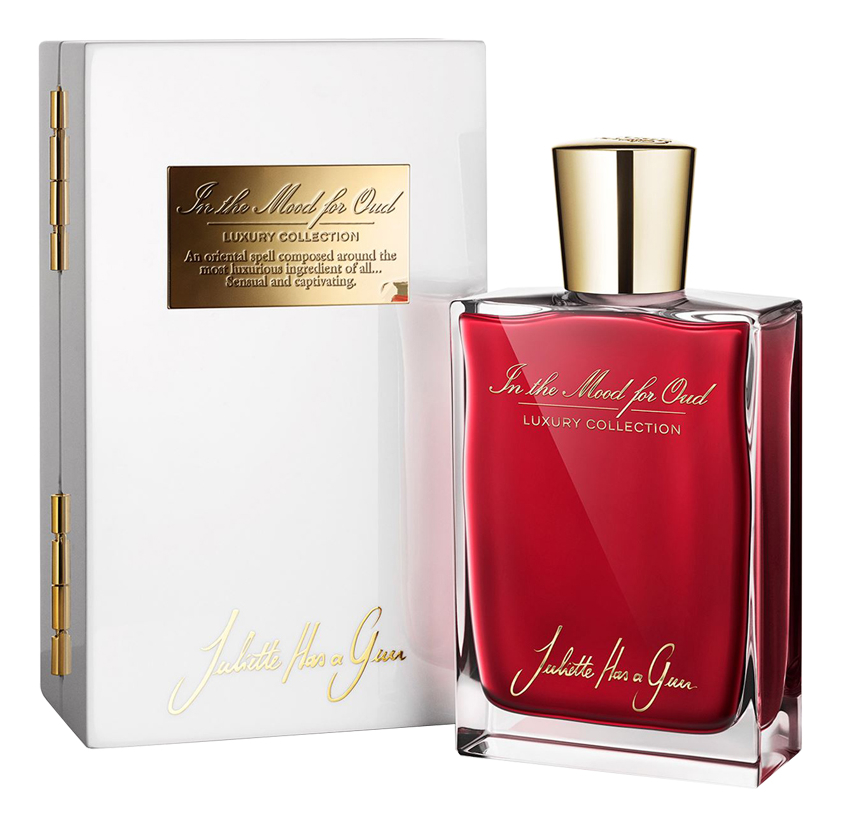 In the Mood for Oud
LUXURY COLLECTION
An oriental spell composed around the
most luxurious ingredient of all...
Sensual and captivating.
Juliette Has a Gun
In the Mood for Oud
LUXURY COLLECTION
Juliette Has a Gun